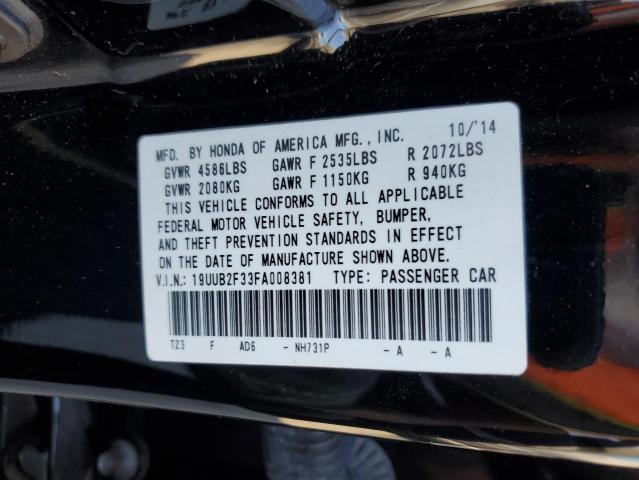 MFD. BY HONDA OF AMERICA MFG., INC. 10/'14
GVWR 4586LBS GAWR F 2535LBS R 2072LBS
GVWR 2080KG GAWR F 1150KG R 940KG
THIS VEHICLE CONFORMS TO ALL APPLICABLE
FEDERAL MOTOR VEHICLE SAFETY, BUMPER,
AND THEFT PREVENTION STANDARDS IN EFFECT
ON THE DATE OF MANUFACTURE SHOWN ABOVE.
V.I.N.: 19UUB2F33FA008381 TYPE: PASSENGER CAR
TZ3 F AD6 - NH731P - A - A